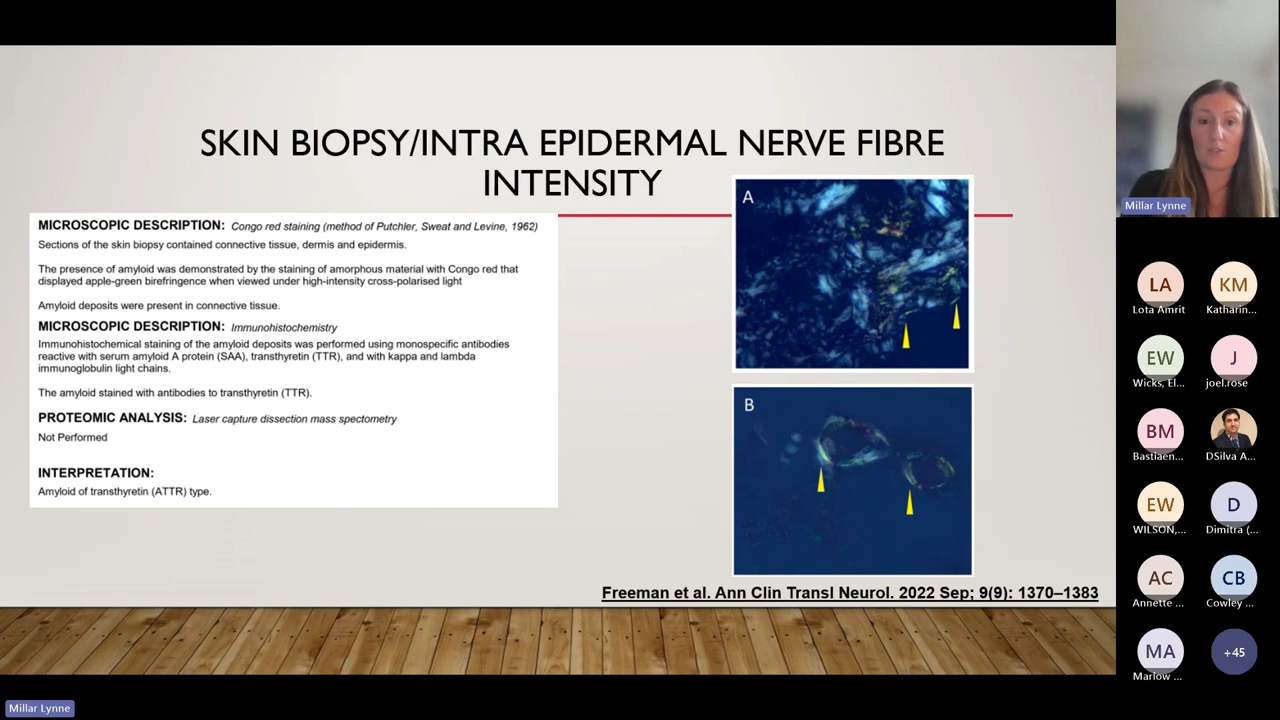 SKIN BIOPSY/INTRA EPIDERMAL NERVE FIBRE
INTENSITY
MICROSCOPIC DESCRIPTION: Congo red staining (method of Putchler, Sweat and Levine, 1962)
Sections of the skin biopsy contained connective tissue, dermis and epidermis.
The presence of amyloid was demonstrated by the staining of amorphous material with Congo red that
displayed apple-green birefringence when viewed under high-intensity cross-polarised light
Amyloid deposits were present in connective tissue.
MICROSCOPIC DESCRIPTION: Immunohistochemistry
Immunohistochemical staining of the amyloid deposits was performed using monospecific antibodies
reactive with serum amyloid A protein (SAA), transthyretin (TTR), and with kappa and lambda
immunoglobulin light chains.
The amyloid stained with antibodies to transthyretin (TTR).
PROTEOMIC ANALYSIS: Laser capture dissection mass spectometry
Not Performed
INTERPRETATION:
Amyloid of transthyretin (ATTR) type.
A
B
Freeman et al. Ann Clin Transl Neurol. 2022 Sep; 9(9): 1370–1383
Millar Lynne
Millar Lynne
LA
Lota Amrit
KM
Katharin...
EW
Wicks, El...
J
joel.rose
BM
Bastiaen...
DSilva A...
EW
WILSON,...
D
Dimitra (...
AC
Annette ...
CB
Cowley ...
MA
Marlow ...
+45